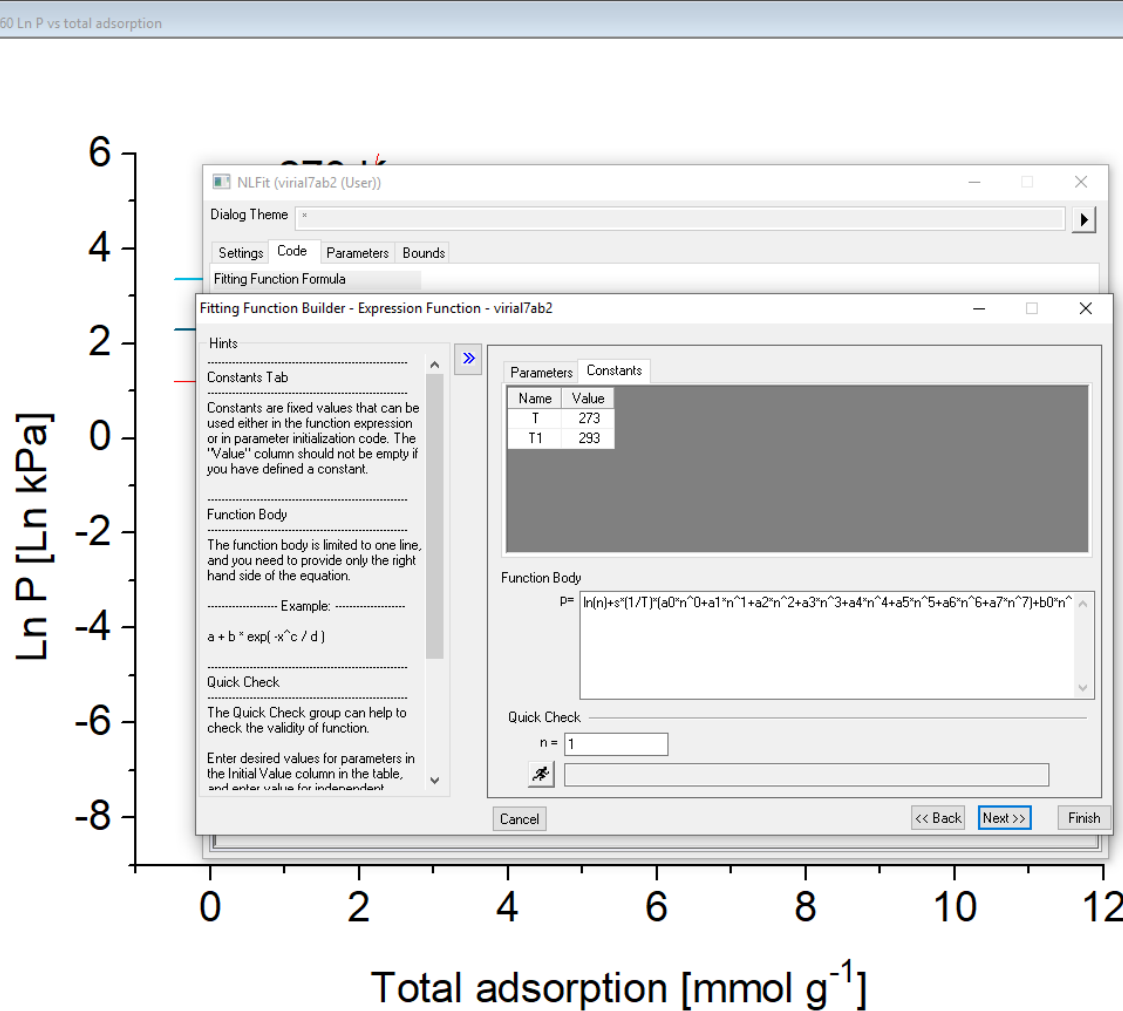 60 Ln P vs total adsorption
NLFit (virial7ab2 (User))
Dialog Theme
*
Settings Code Parameters Bounds
Fitting Function Formula
Fitting Function Builder - Expression Function - virial7ab2
Hints
Constants Tab
Constants are fixed values that can be
used either in the function expression
or in parameter initialization code. The
"Value" column should not be empty if
you have defined a constant.
Function Body
The function body is limited to one line,
and you need to provide only the right
hand side of the equation.
-------------------- Example: --------------------
a + b * exp( -x^c / d )
Quick Check
The Quick Check group can help to
check the validity of function.
Enter desired values for parameters in
the Initial Value column in the table,
and enter value for independent
Parameters Constants
Name Value
T 273
T1 293
Function Body
p= ln(n)+s*(1/T)*(a0*n^0+a1*n^1+a2*n^2+a3*n^3+a4*n^4+a5*n^5+a6*n^6+a7*n^7)+b0*n^
Quick Check
n = 1
Cancel
<< Back Next >> Finish
Ln P [Ln kPa]
6
4
2
0
-2
-4
-6
-8
0 2 4 6 8 10 12
Total adsorption [mmol g-1]